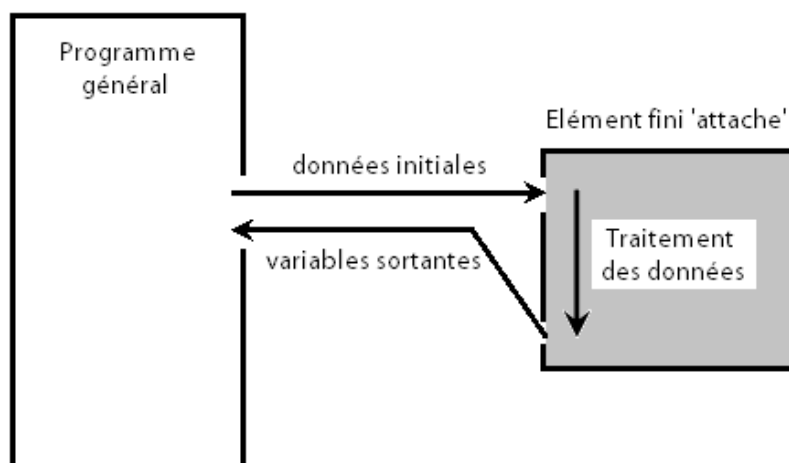 Programme
général
Elément fini 'attache'
données initiales
variables sortantes
Traitement
des données